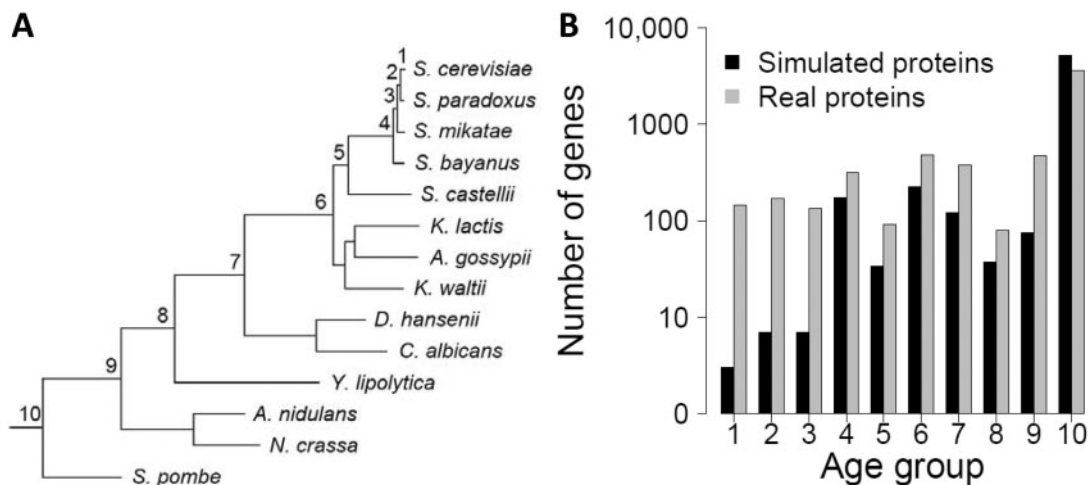 A
1
2
3
4
5
6
7
8
9
10
S. cerevisiae
S. paradoxus
S. mikatae
S. bayanus
S. castellii
K. lactis
A. gossypii
K. waltii
D. hansenii
C. albicans
Y. lipolytica
A. nidulans
N. crassa
S. pombe
B
10,000
1000
100
10
0
Number of genes
Simulated proteins
Real proteins
1 2 3 4 5 6 7 8 9 10
Age group